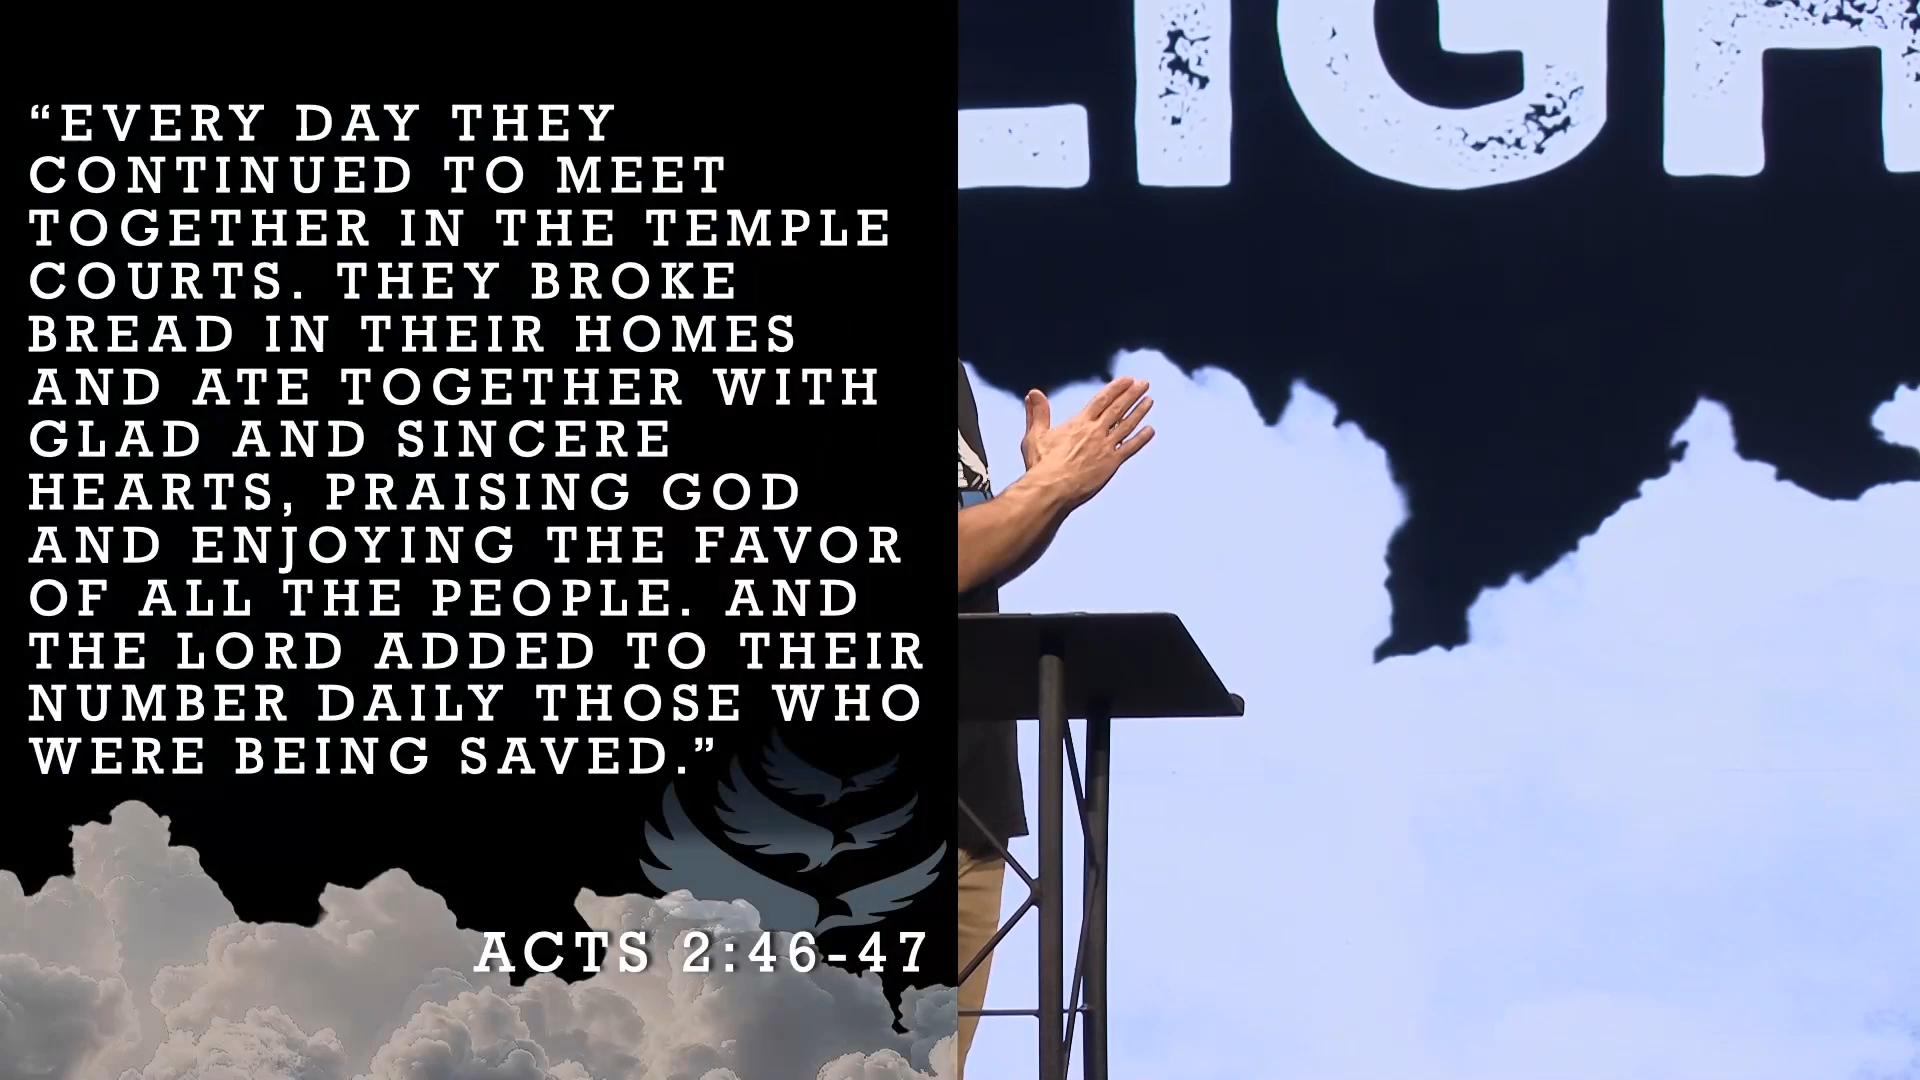 “EVERY DAY THEY
CONTINUED TO MEET
TOGETHER IN THE TEMPLE
COURTS. THEY BROKE
BREAD IN THEIR HOMES
AND ATE TOGETHER WITH
GLAD AND SINCERE
HEARTS, PRAISING GOD
AND ENJOYING THE FAVOR
OF ALL THE PEOPLE. AND
THE LORD ADDED TO THEIR
NUMBER DAILY THOSE WHO
WERE BEING SAVED.”
ACTS 2:46-47